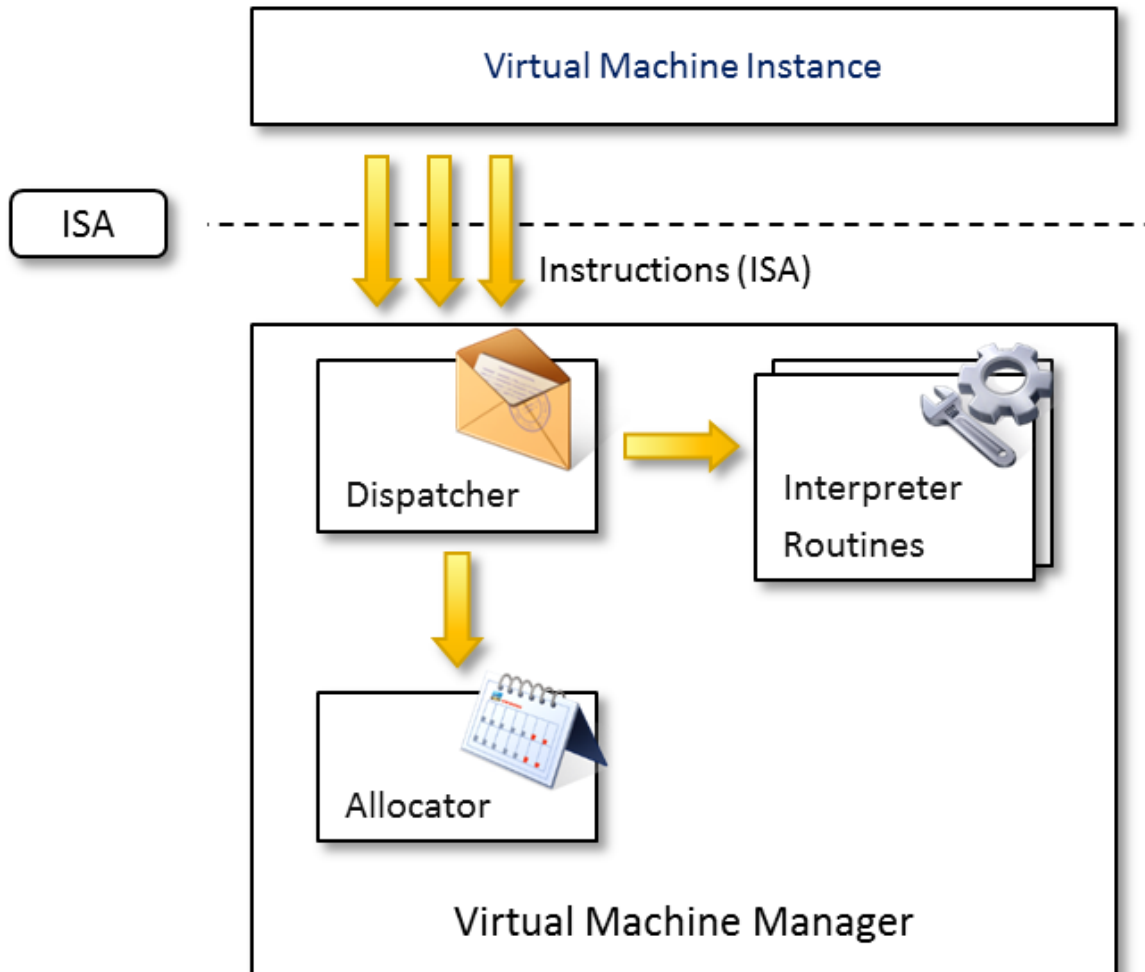 Virtual Machine Instance
ISA
Instructions (ISA)
Dispatcher
Interpreter
Routines
Allocator
Virtual Machine Manager